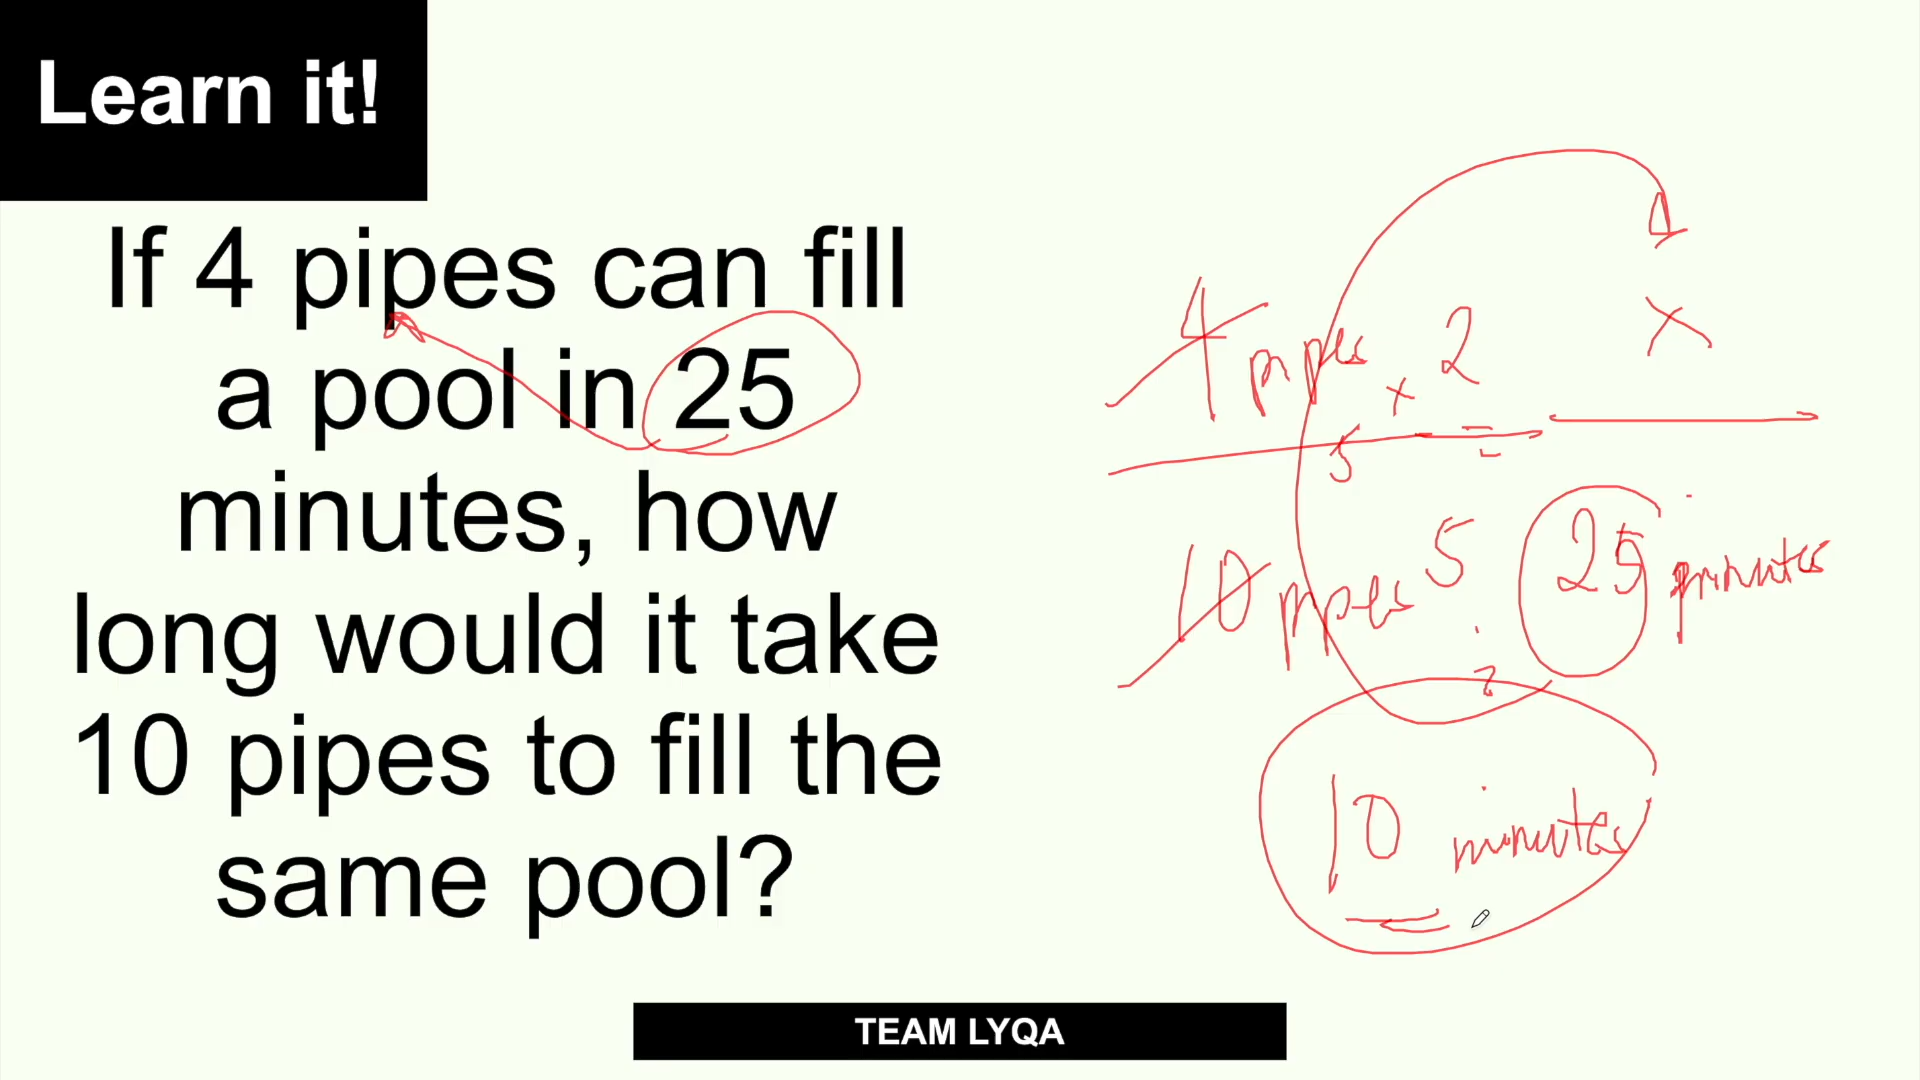 Learn it!
If 4 pipes can fill
a pool in 25
minutes, how
long would it take
10 pipes to fill the
same pool?
4 pipes × 2 x
5 =
10 pipes 5 25 minutes
10 minutes
TEAM LYQA